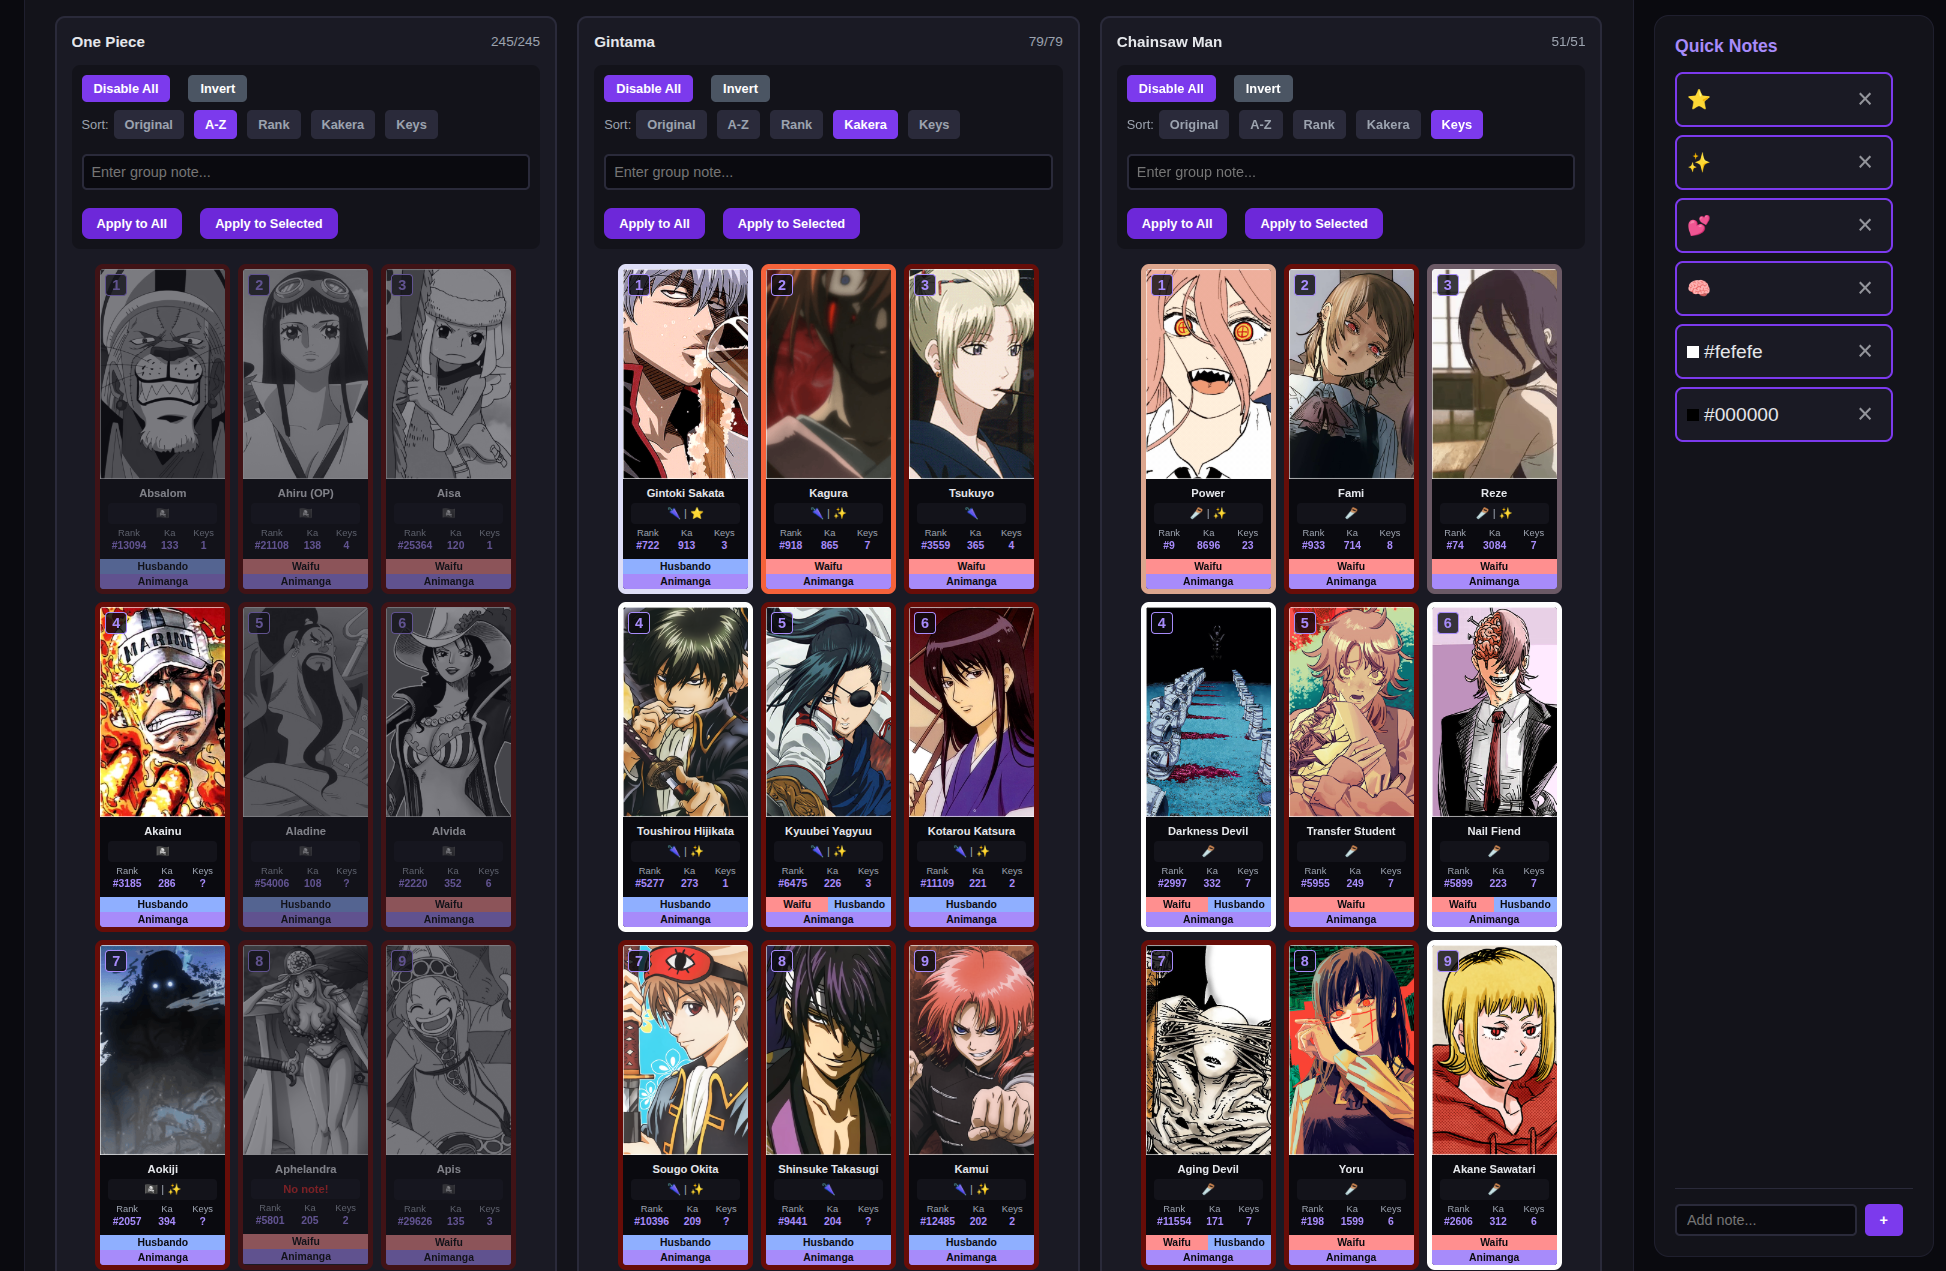 One Piece
245/245
Disable All
Invert
Sort:
Original
A-Z
Rank
Kakera
Keys
Enter group note...
Apply to All
Apply to Selected
1
2
3
MARINE
Absalom
Ahiru (OP)
Aisa
Rank Ka Keys
#13094 133 1
Rank Ka Keys
#21108 138 4
Rank Ka Keys
#25364 120 1
Husbando
Waifu
Waifu
Animanga
Animanga
Animanga
4
5
6
Akainu
Aladine
Alvida
Rank Ka Keys
#3185 286 ?
Rank Ka Keys
#54006 108 ?
Rank Ka Keys
#2220 352 6
Husbando
Husbando
Waifu
Animanga
Animanga
Animanga
7
8
9
Aokiji
Aphelandra
Apis
|
No note!
Rank Ka Keys
#2057 394 ?
Rank Ka Keys
#5801 205 2
Rank Ka Keys
#29626 135 3
Husbando
Waifu
Waifu
Animanga
Animanga
Animanga
Gintama
79/79
Disable All
Invert
Sort:
Original
A-Z
Rank
Kakera
Keys
Enter group note...
Apply to All
Apply to Selected
1
2
3
Gintoki Sakata
Kagura
Tsukuyo
|
|
Rank Ka Keys
#722 913 3
Rank Ka Keys
#918 865 7
Rank Ka Keys
#3559 365 4
Husbando
Waifu
Waifu
Animanga
Animanga
Animanga
4
5
6
Toushirou Hijikata
Kyuubei Yagyuu
Kotarou Katsura
|
|
|
Rank Ka Keys
#5277 273 1
Rank Ka Keys
#6475 226 3
Rank Ka Keys
#11109 221 2
Husbando
Waifu Husbando
Husbando
Animanga
Animanga
Animanga
7
8
9
Sougo Okita
Shinsuke Takasugi
Kamui
|
|
Rank Ka Keys
#10396 209 ?
Rank Ka Keys
#9441 204 ?
Rank Ka Keys
#12485 202 2
Husbando
Husbando
Husbando
Animanga
Animanga
Animanga
Chainsaw Man
51/51
Disable All
Invert
Sort:
Original
A-Z
Rank
Kakera
Keys
Enter group note...
Apply to All
Apply to Selected
1
2
3
Power
Fami
Reze
|
|
Rank Ka Keys
#9 8696 23
Rank Ka Keys
#933 714 8
Rank Ka Keys
#74 3084 7
Waifu
Waifu
Waifu
Animanga
Animanga
Animanga
4
5
6
Darkness Devil
Transfer Student
Nail Fiend
Rank Ka Keys
#2997 332 7
Rank Ka Keys
#5955 249 7
Rank Ka Keys
#5899 223 7
Waifu Husbando
Waifu
Waifu Husbando
Animanga
Animanga
Animanga
7
8
9
Aging Devil
Yoru
Akane Sawatari
Rank Ka Keys
#11554 171 7
Rank Ka Keys
#198 1599 6
Rank Ka Keys
#2606 312 6
Waifu Husbando
Waifu
Waifu
Animanga
Animanga
Animanga
Quick Notes
⭐ ×
✨ ×
💕 ×
🧠 ×
#fefefe ×
#000000 ×
Add note...
+